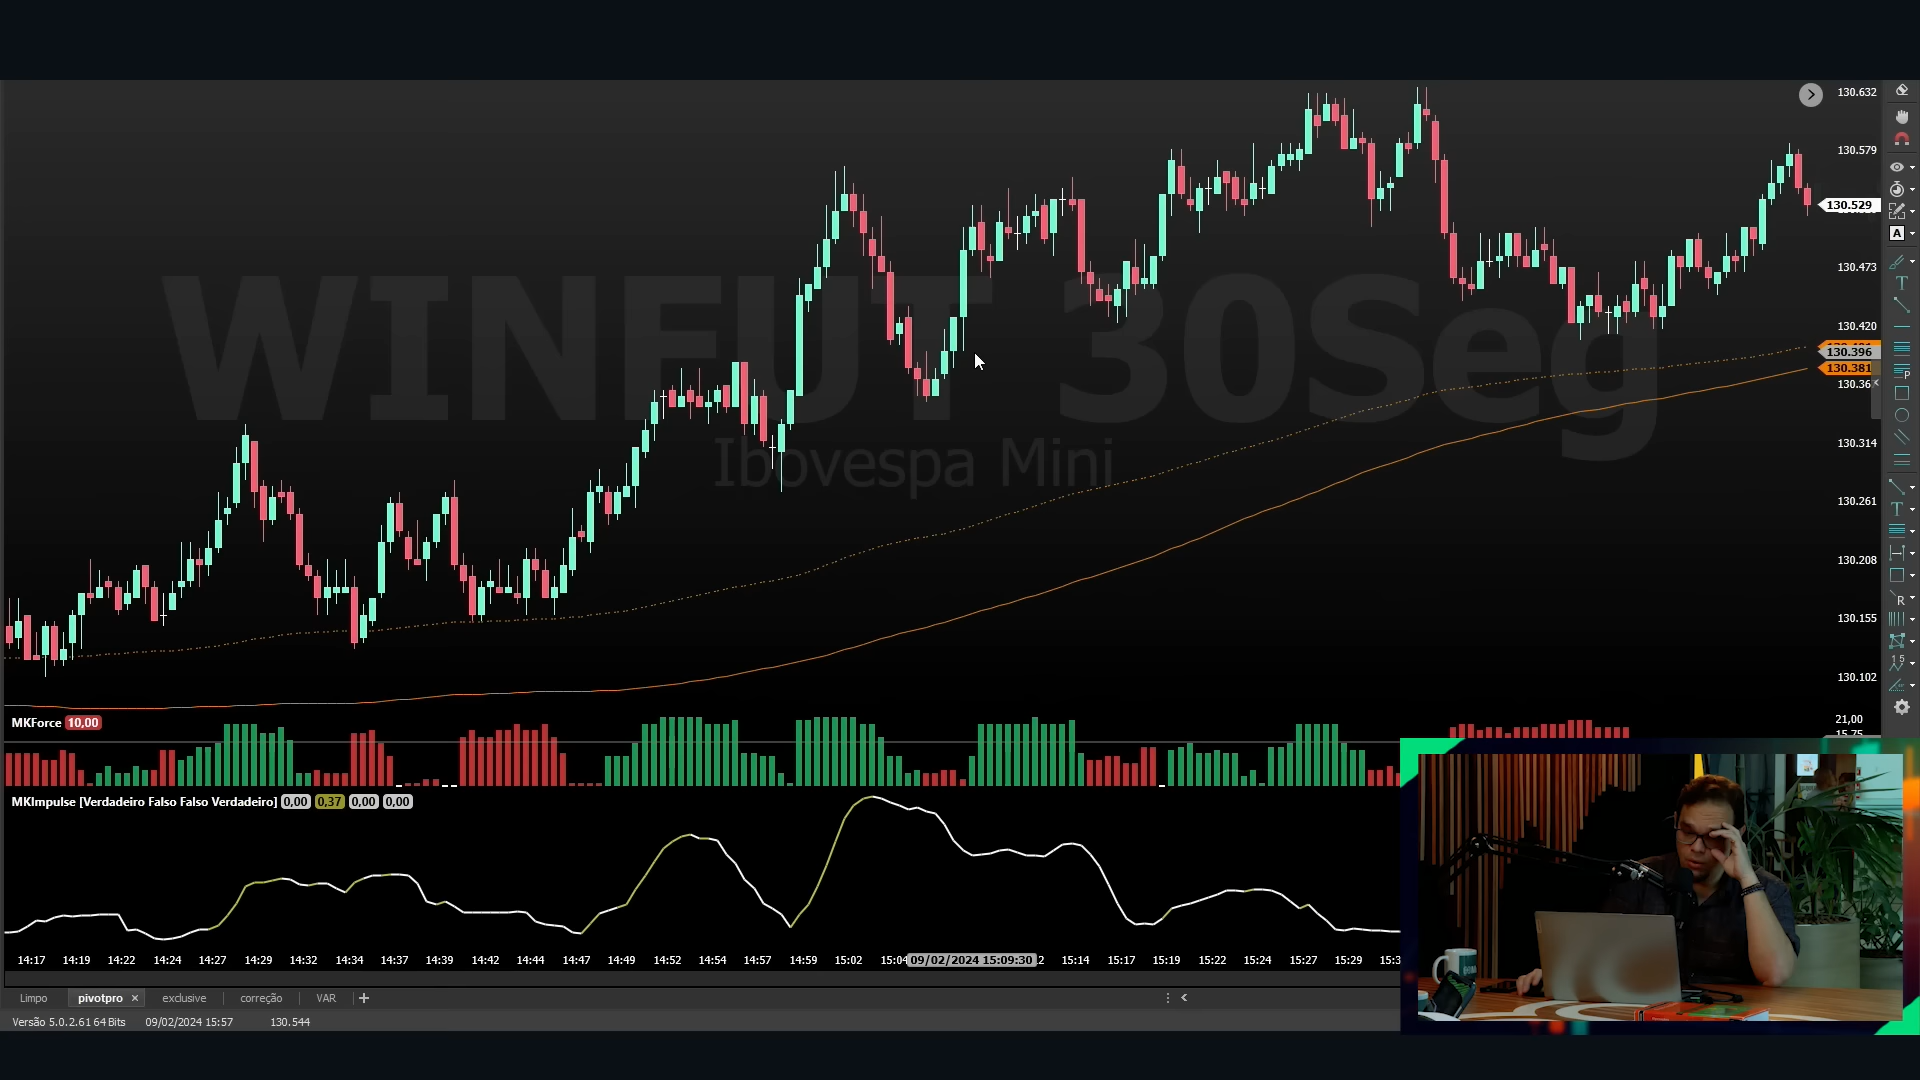 WINFUT 30Seg
Ibovespa Mini
130.632
130.579
130.529
130.473
130.420
130.396
130.381
130.36
130.314
130.261
130.208
130.155
130.102
MKForce 10,00
21,00
15,75
MKImpulse [Verdadeiro Falso Falso Verdadeiro] 0,00 0,37 0,00 0,00
14:17 14:19 14:22 14:24 14:27 14:29 14:32 14:34 14:37 14:39 14:42 14:44 14:47 14:49 14:52 14:54 14:57 14:59 15:02 15:04 09/02/2024 15:09:30 2 15:14 15:17 15:19 15:22 15:24 15:27 15:29 15:3
Limpo pivotpro × exclusive correção VAR +
Versão 5.0.2.61 64 Bits 09/02/2024 15:57 130.544